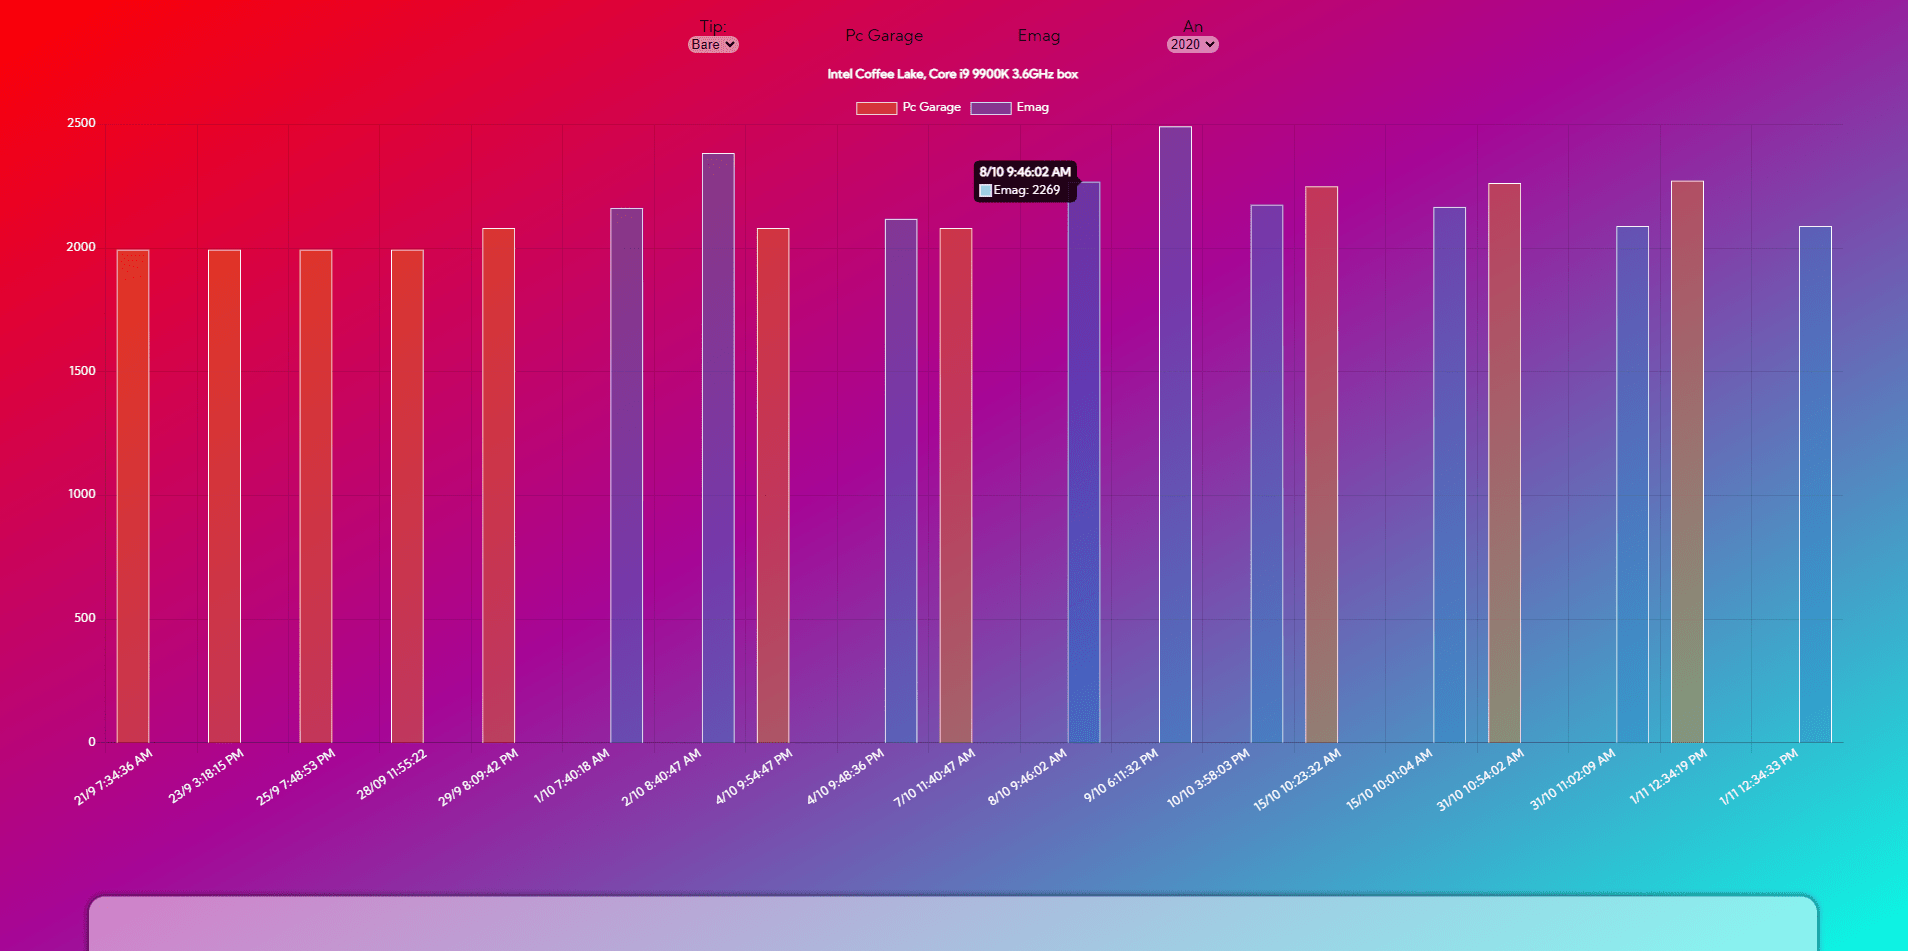 Tip: Pc Garage Emag An
Bare 2020
Intel Coffee Lake, Core i9 9900K 3.6GHz box
Pc Garage Emag
2500
8/10 9:46:02 AM
Emag: 2269
2000
1500
1000
500
0
21/9 7:34:36 AM
23/9 3:18:15 PM
25/9 7:48:53 PM
28/09 11:55:22
29/9 8:09:42 PM
1/10 7:40:18 AM
2/10 8:40:47 AM
4/10 9:54:47 PM
4/10 9:48:36 PM
7/10 11:40:47 AM
8/10 9:46:02 AM
9/10 6:11:32 PM
10/10 3:58:03 PM
15/10 10:23:32 AM
15/10 10:01:04 AM
31/10 10:54:02 AM
31/10 11:02:09 AM
1/11 12:34:19 PM
1/11 12:34:33 PM